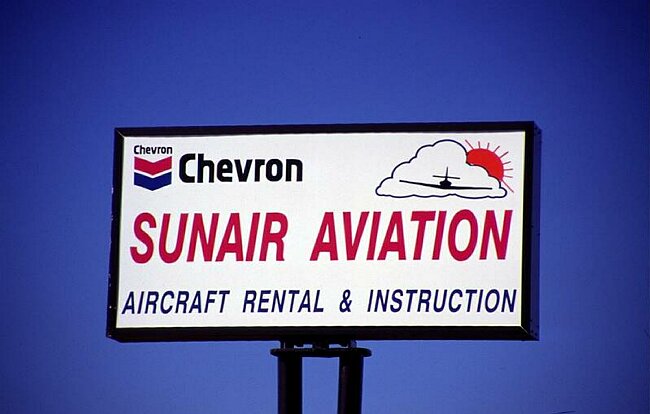 Chevron
Chevron
SUNAIR AVIATION
AIRCRAFT RENTAL & INSTRUCTION